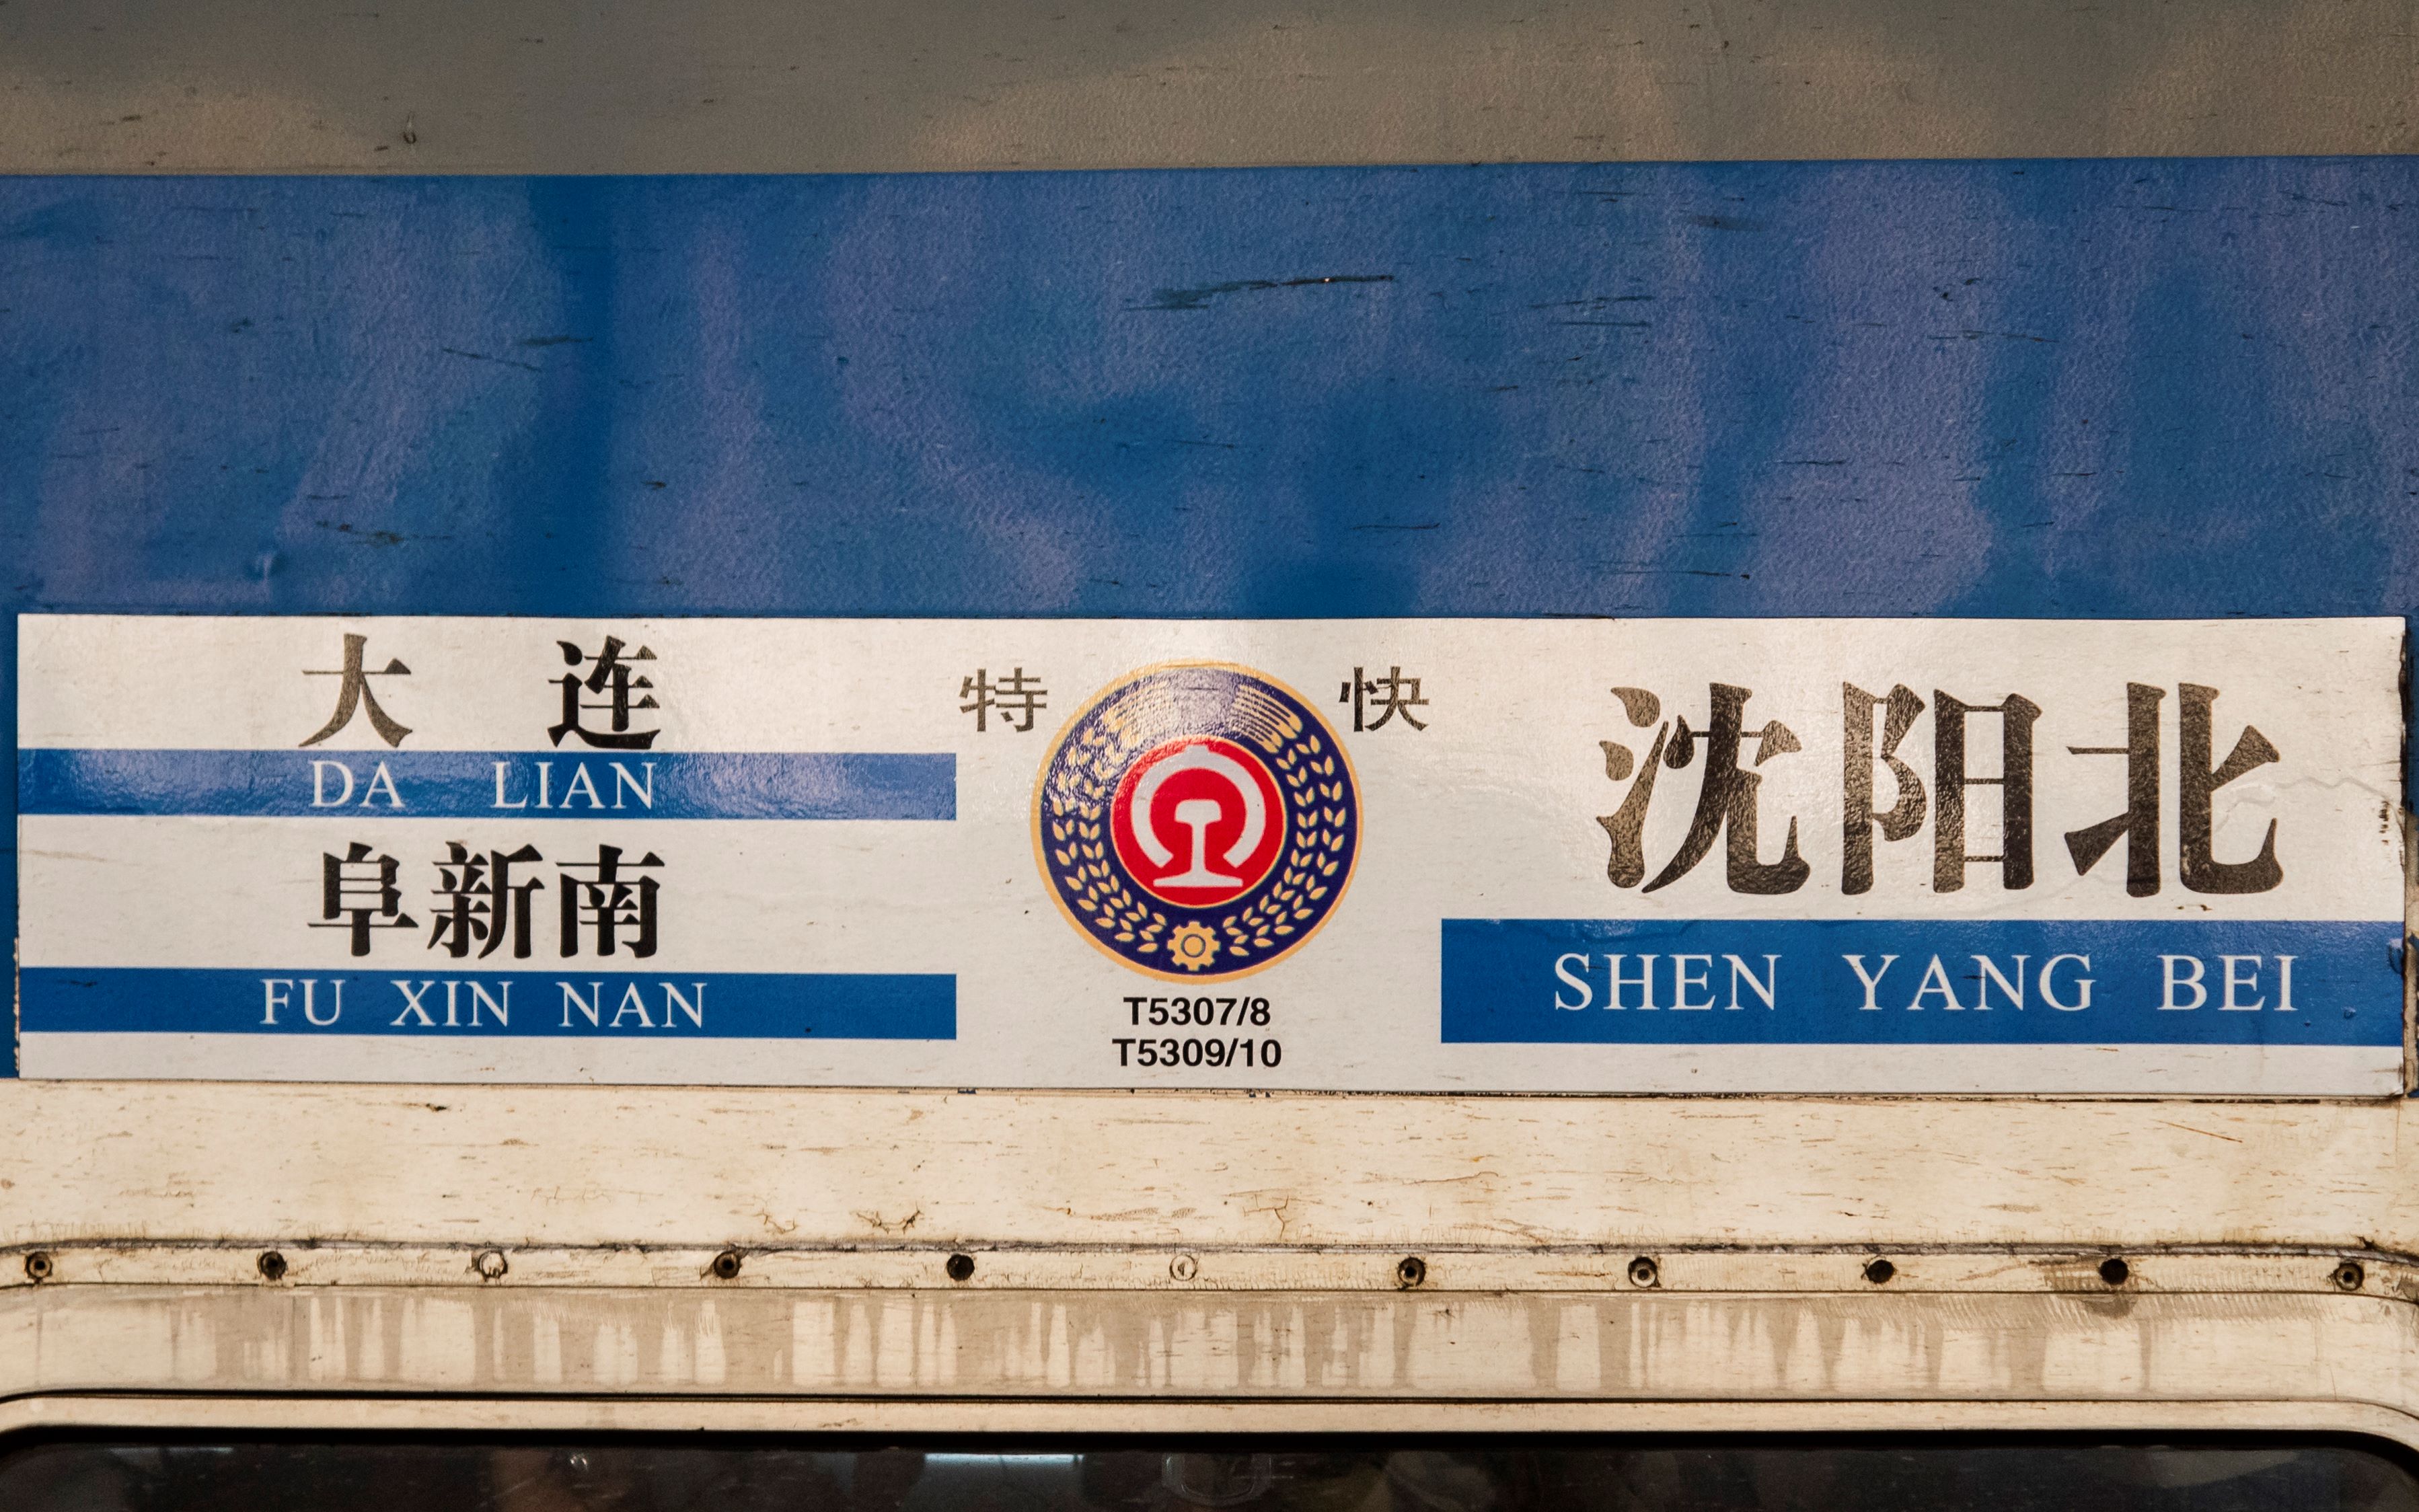 大连
DA LIAN
阜新南
FU XIN NAN
特快
T5307/8
T5309/10
沈阳北
SHEN YANG BEI